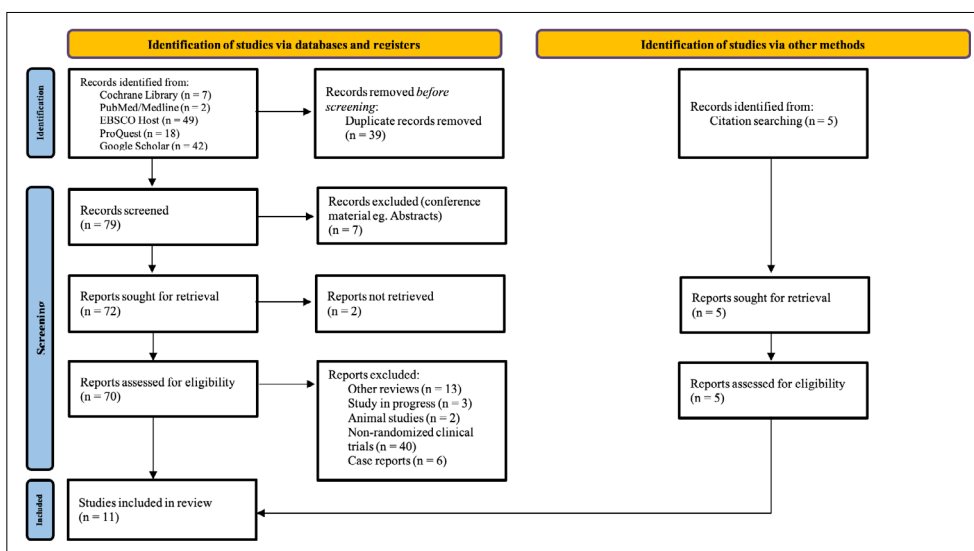 Identification of studies via databases and registers
Identification of studies via other methods
Identification
Records identified from:
Cochrane Library (n = 7)
PubMed/Medline (n = 2)
EBSCO Host (n = 49)
ProQuest (n = 18)
Google Scholar (n = 42)
Records removed before
screening:
Duplicate records removed
(n = 39)
Records identified from:
Citation searching (n = 5)
Screening
Records screened
(n = 79)
Records excluded (conference
material eg. Abstracts)
(n = 7)
Reports sought for retrieval
(n = 72)
Reports not retrieved
(n = 2)
Reports sought for retrieval
(n = 5)
Reports assessed for eligibility
(n = 70)
Reports excluded:
Other reviews (n = 13)
Study in progress (n = 3)
Animal studies (n = 2)
Non-randomized clinical
trials (n = 40)
Case reports (n = 6)
Reports assessed for eligibility
(n = 5)
Included
Studies included in review
(n = 11)